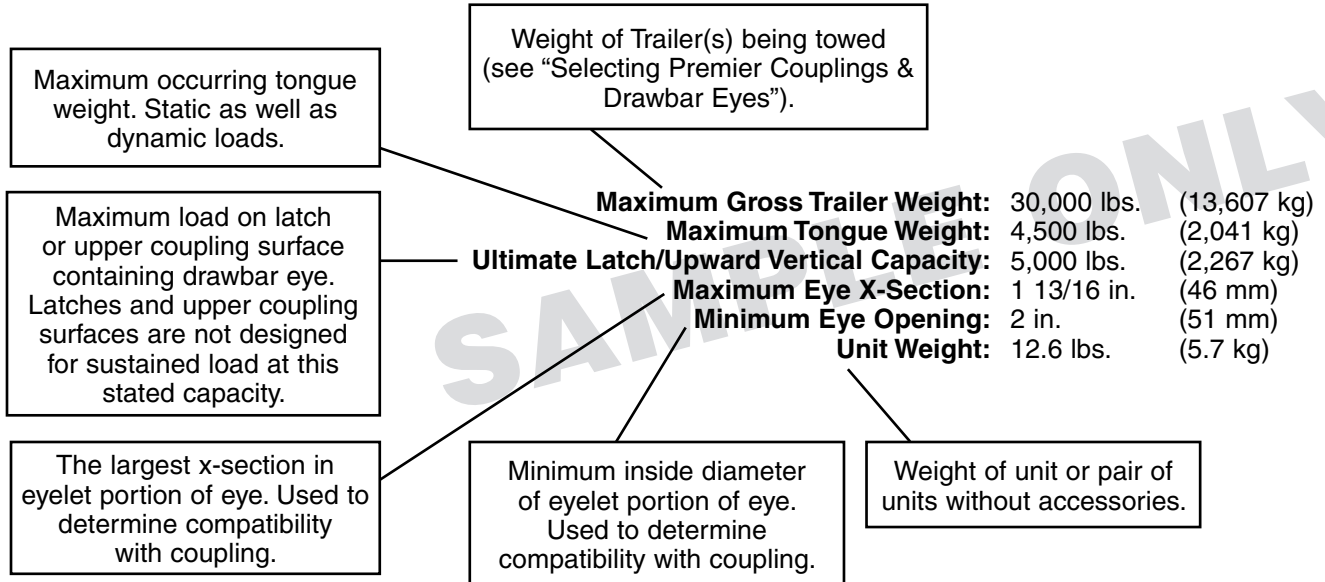 Weight of Trailer(s) being towed
(see “Selecting Premier Couplings &
Drawbar Eyes”).
Maximum occurring tongue
weight. Static as well as
dynamic loads.
Maximum load on latch
or upper coupling surface
containing drawbar eye.
Latches and upper coupling
surfaces are not designed
for sustained load at this
stated capacity.
Maximum Gross Trailer Weight: 30,000 lbs. (13,607 kg)
Maximum Tongue Weight: 4,500 lbs. (2,041 kg)
Ultimate Latch/Upward Vertical Capacity: 5,000 lbs. (2,267 kg)
Maximum Eye X-Section: 1 13/16 in. (46 mm)
Minimum Eye Opening: 2 in. (51 mm)
Unit Weight: 12.6 lbs. (5.7 kg)
SAMPLE ONLY
The largest x-section in
eyelet portion of eye. Used to
determine compatibility
with coupling.
Minimum inside diameter
of eyelet portion of eye.
Used to determine
compatibility with coupling.
Weight of unit or pair of
units without accessories.